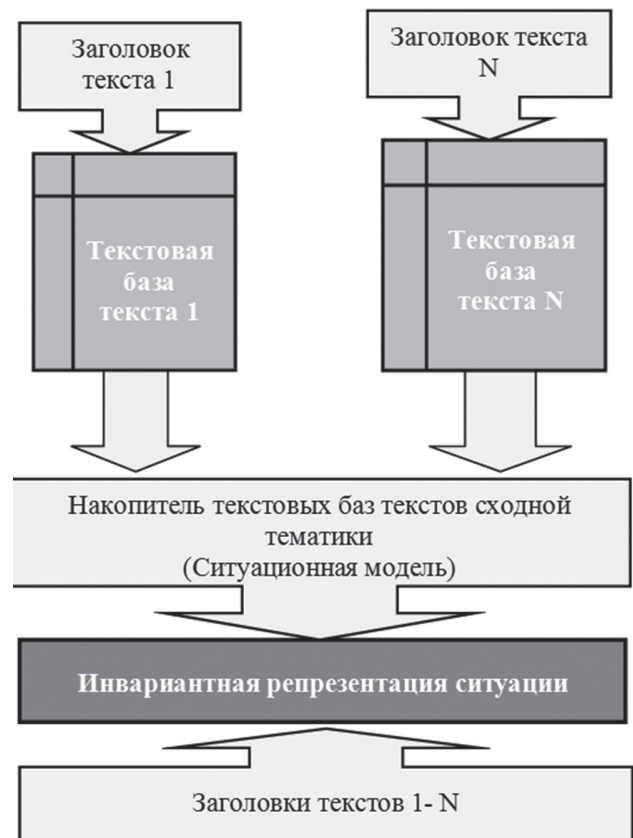 Заголовок
текста 1
Заголовок текста
N
Текстовая
база
текста 1
Текстовая
база
текста N
Накопитель текстовых баз текстов сходной
тематики
(Ситуационная модель)
Инвариантная репрезентация ситуации
Заголовки текстов 1- N